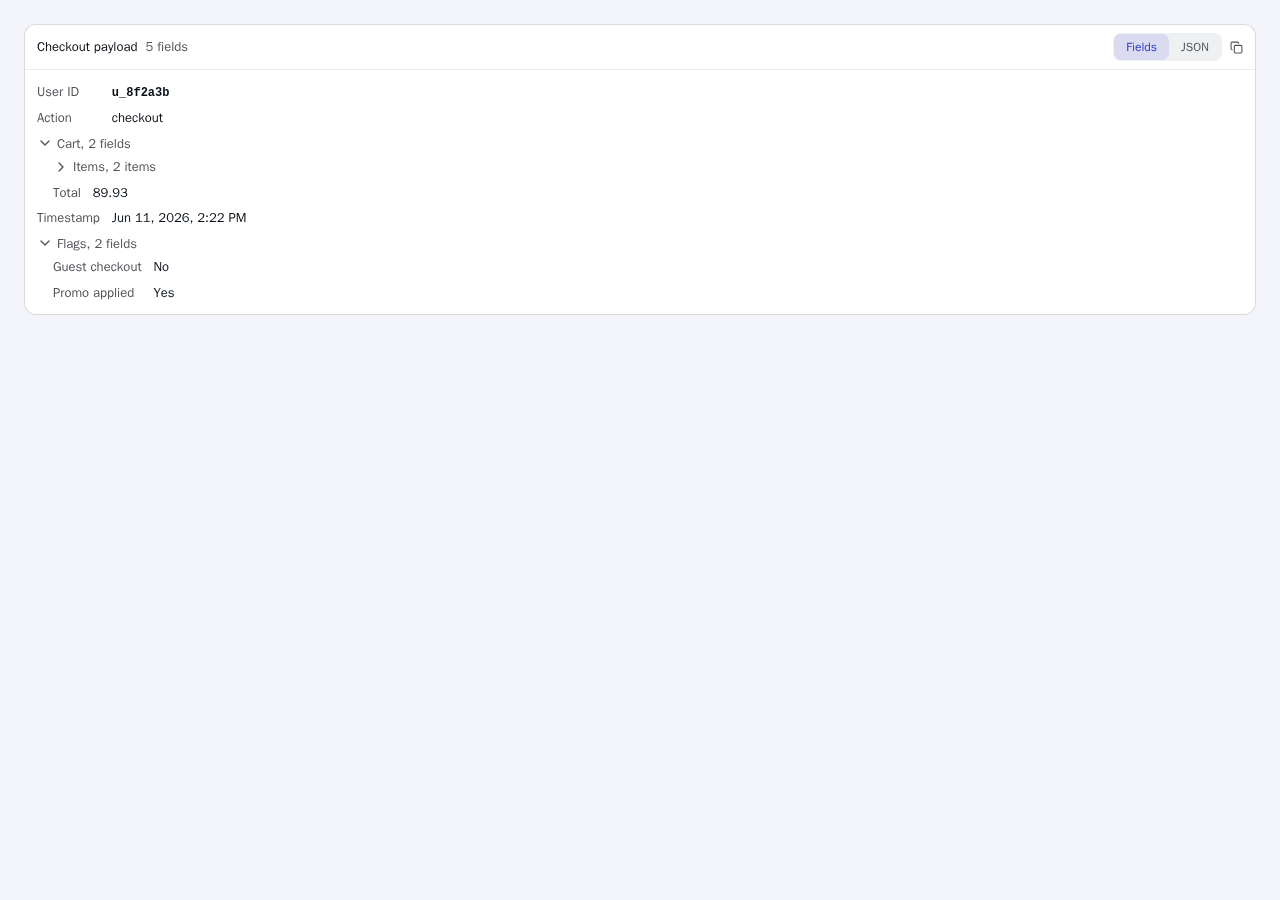 Checkout payload 5 fields Fields JSON
User ID u_8f2a3b
Action checkout
Cart, 2 fields
Items, 2 items
Total 89.93
Timestamp Jun 11, 2026, 2:22 PM
Flags, 2 fields
Guest checkout No
Promo applied Yes